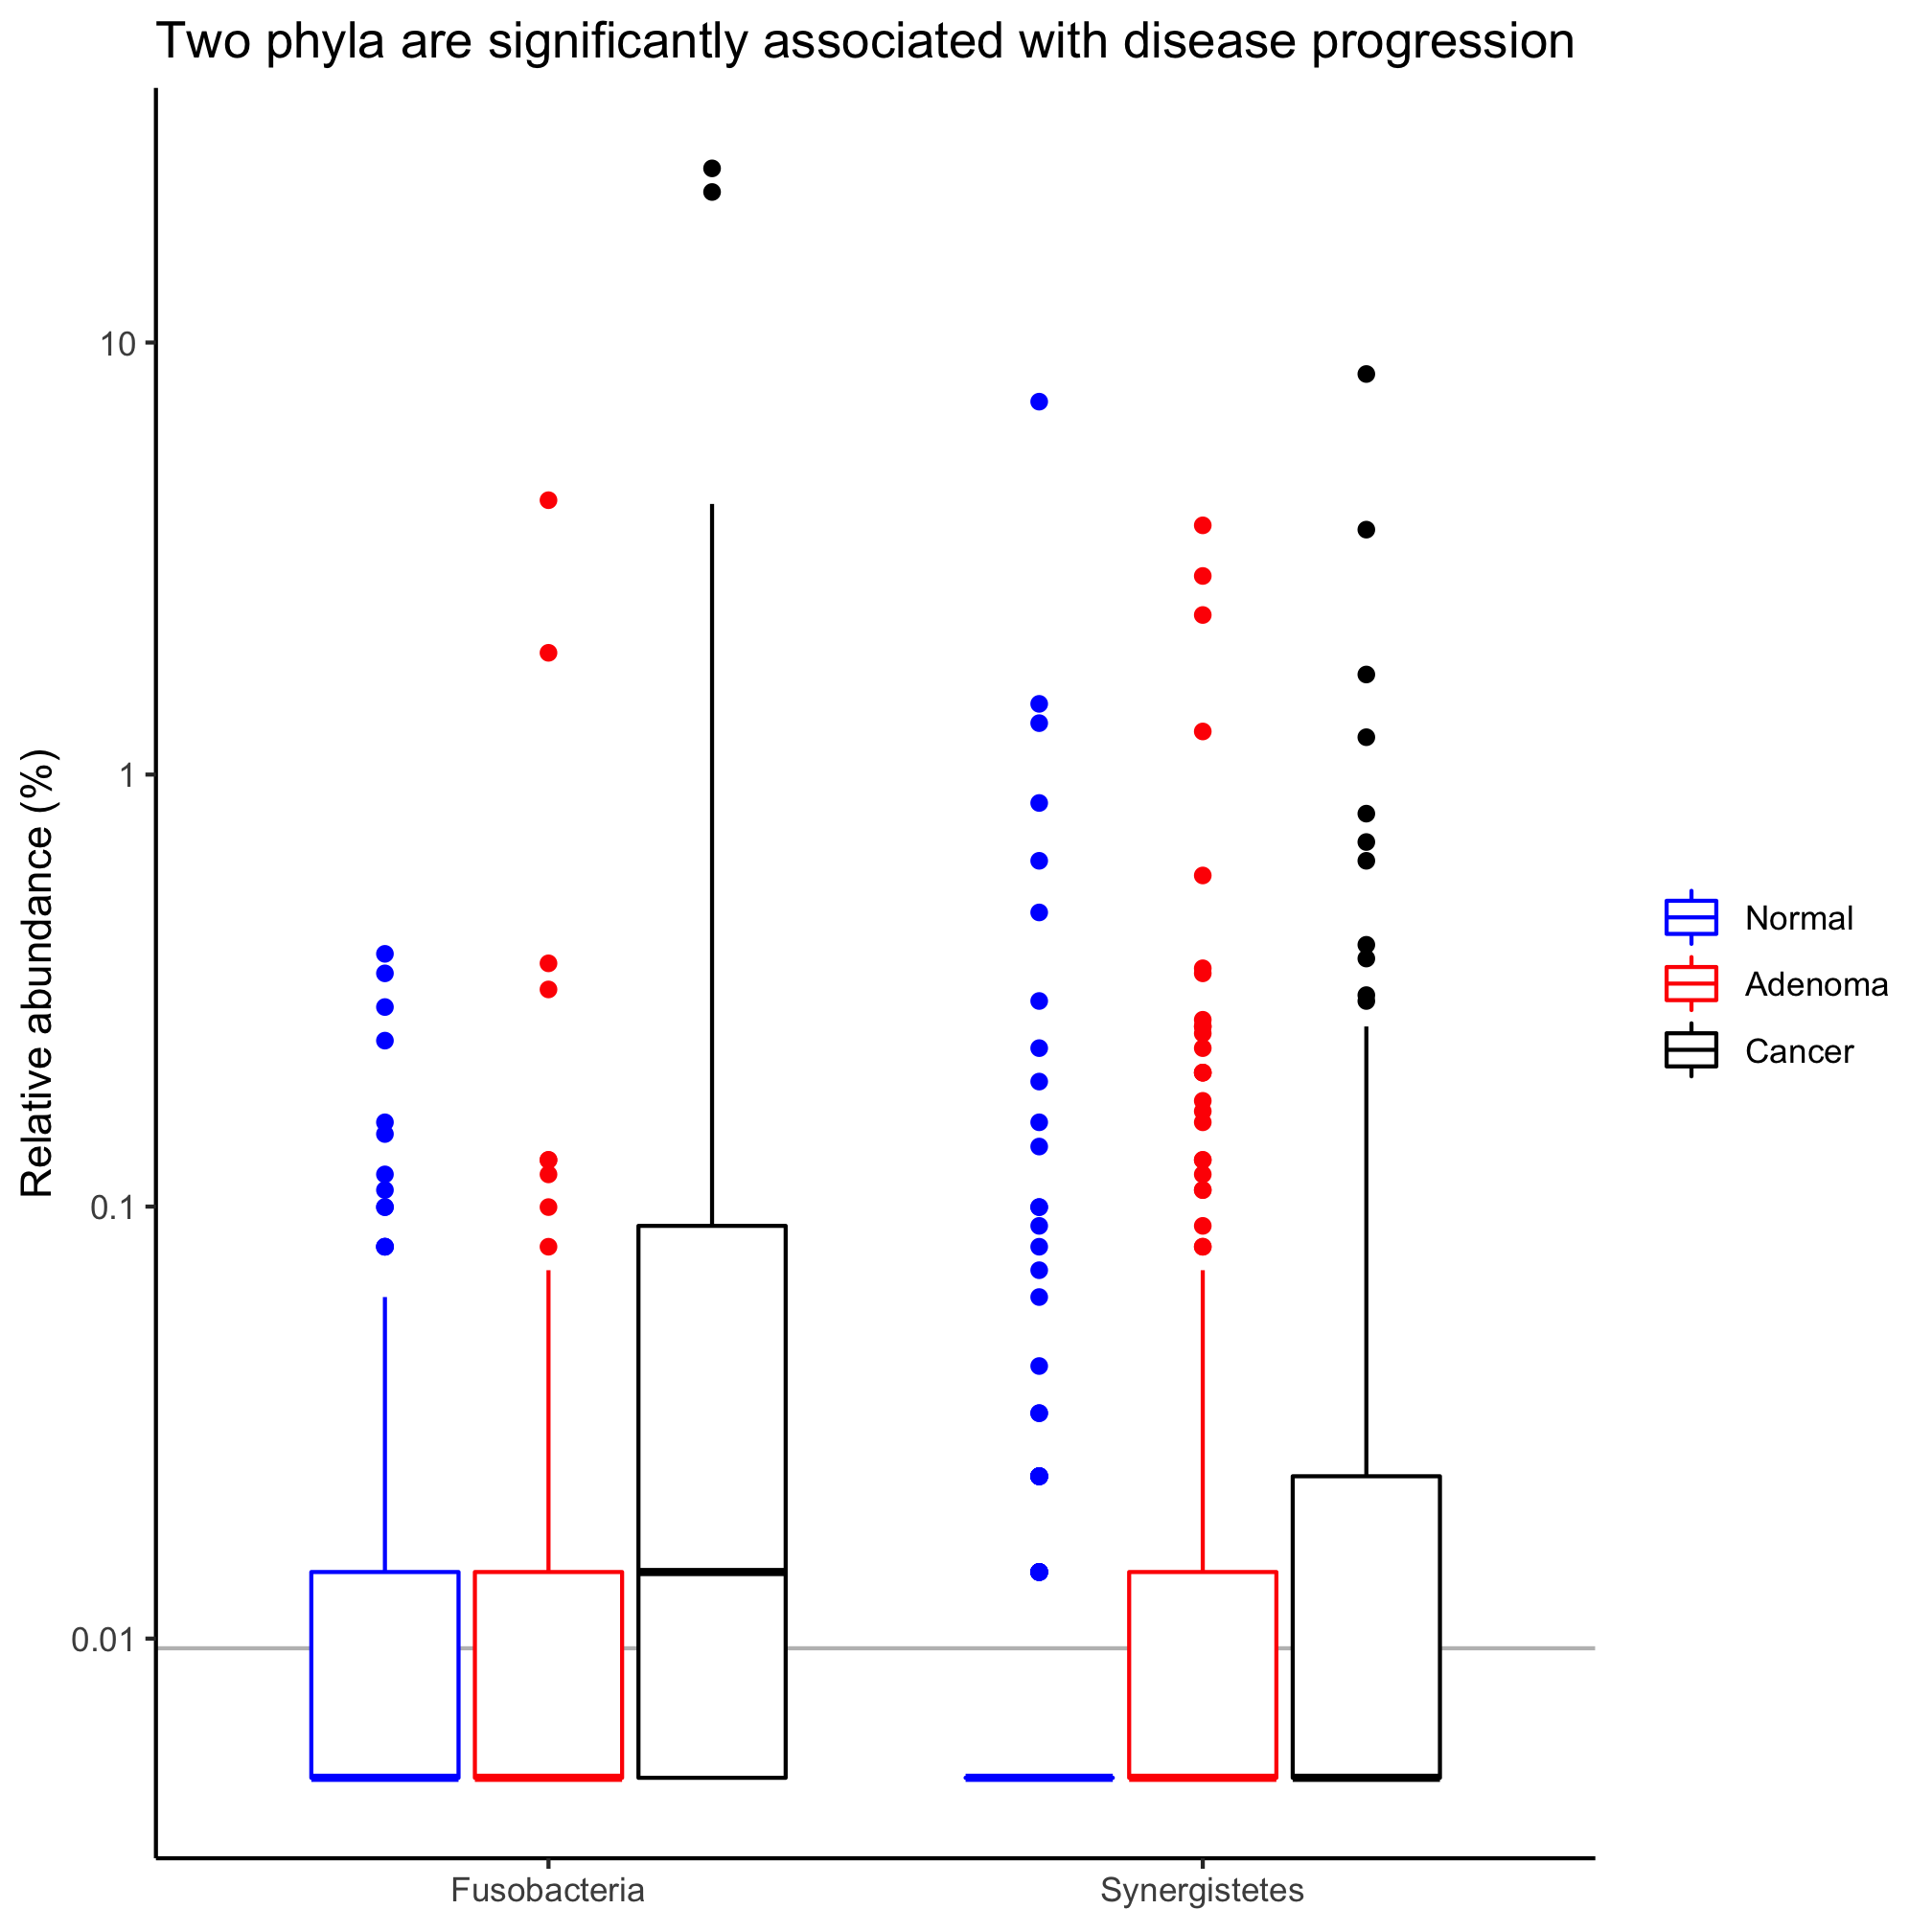 Two phyla are significantly associated with disease progression
Relative abundance (%)
10
1
0.1
0.01
Fusobacteria
Synergistetes
Normal
Adenoma
Cancer